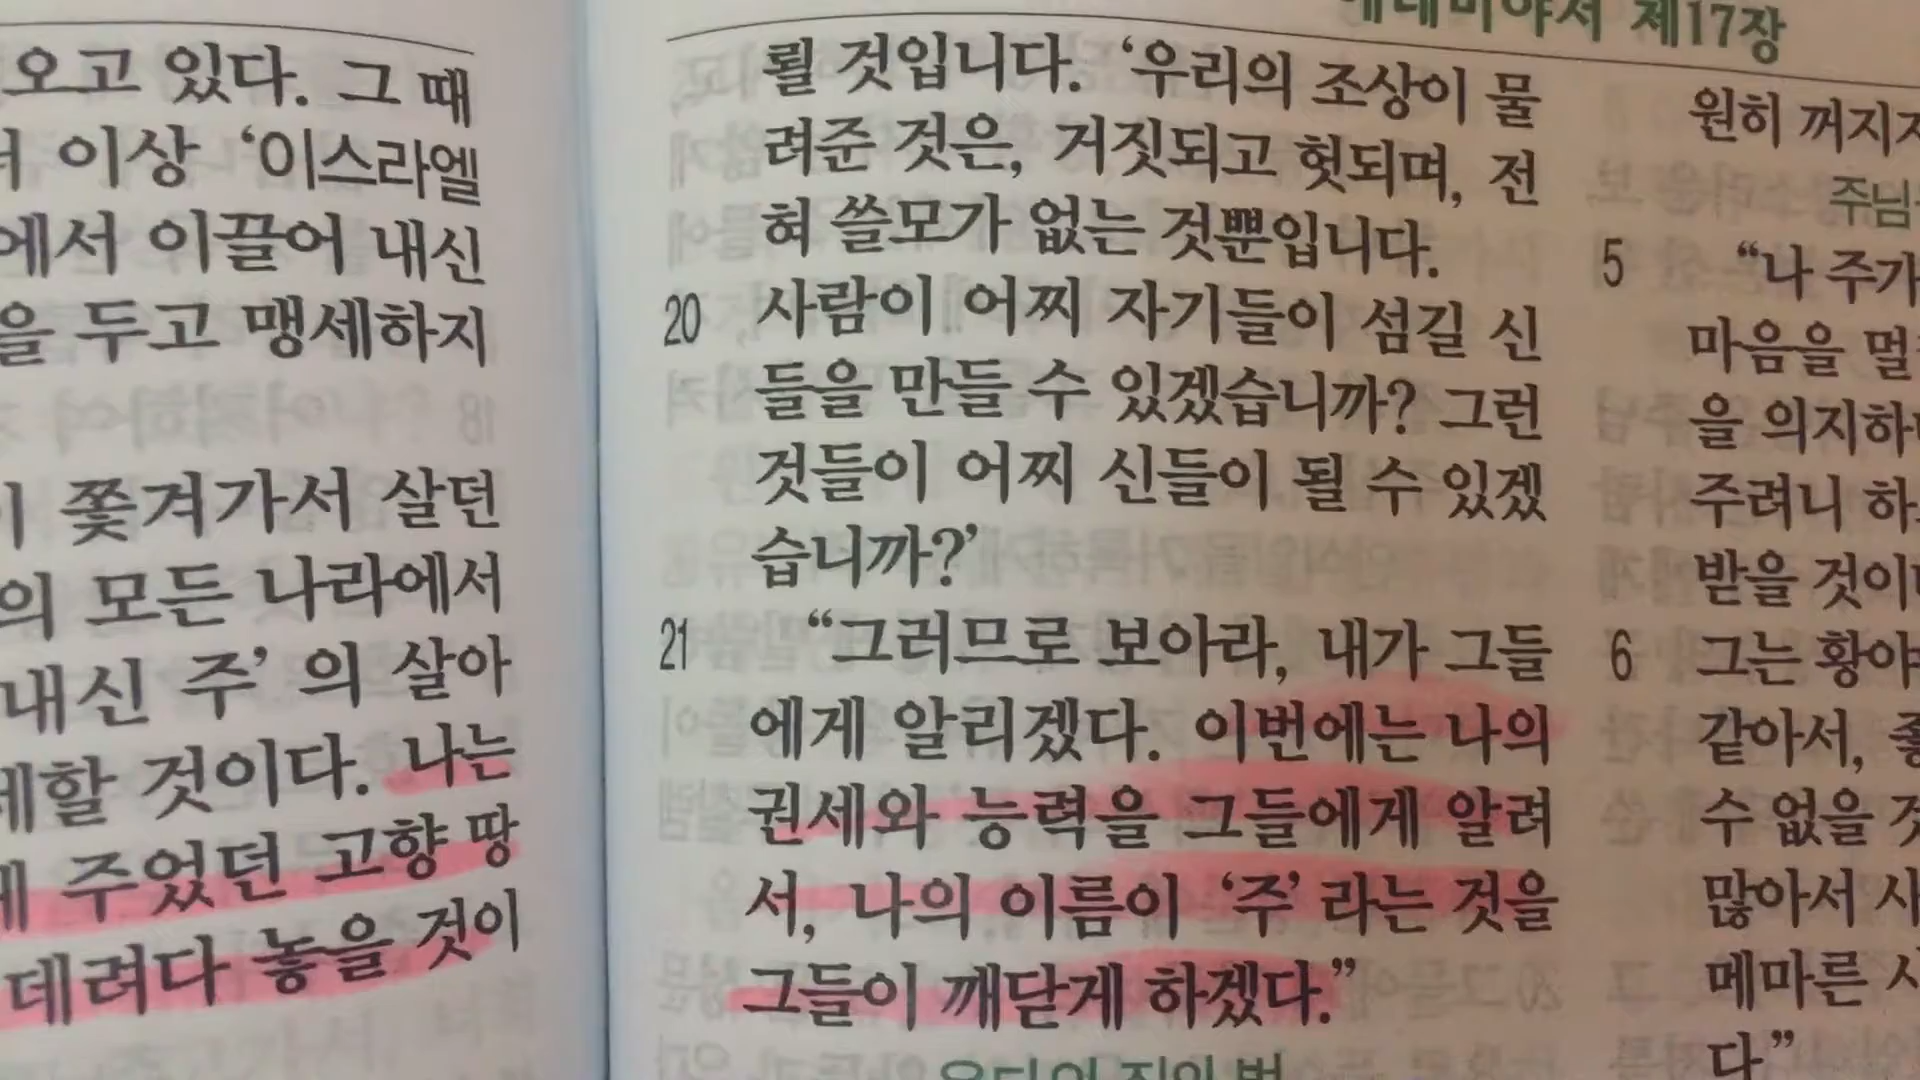 오고 있다. 그 때
이상 ‘이스라엘
에서 이끌어 내신
을 두고 맹세하지
쫓겨가서 살던
의 모든 나라에서
내신 주’ 의 살아
세할 것이다. 나는
주었던 고향 땅
데려다 놓을 것이
제17장
될 것입니다. ‘우리의 조상이 물
려준 것은, 거짓되고 헛되며, 전
혀 쓸모가 없는 것뿐입니다.
20 사람이 어찌 자기들이 섬길 신
들을 만들 수 있겠습니까? 그런
것들이 어찌 신들이 될 수 있겠
습니까?’
21 “그러므로 보아라, 내가 그들
에게 알리겠다. 이번에는 나의
권세와 능력을 그들에게 알려
서, 나의 이름이 ‘주’ 라는 것을
그들이 깨닫게 하겠다.”
원히 꺼지지
주님
5 “나 주가
마음을 멀
을 의지하
주려니 하
받을 것이
6 그는 황야
같아서, 좋
수 없을 것
많아서 사
메마른 사
다”